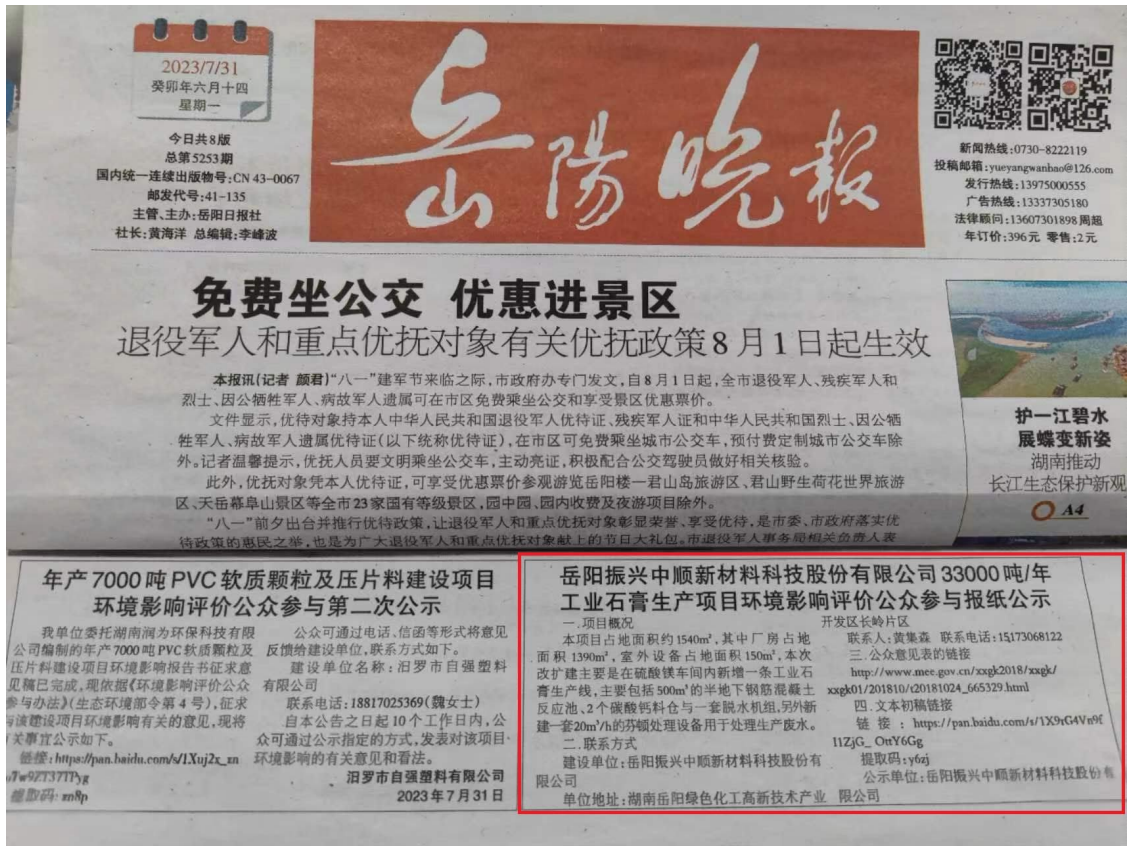 2023/7/31
癸卯年六月十四
星期一
今日共8版
总第5253期
国内统一连续出版物号:CN 43-0067
邮发代号:41-135
主管、主办:岳阳日报社
社长:黄海洋 总编辑:李峰波
岳陽晚報
新闻热线:0730-8222119
投稿邮箱:yueyangwanbao@126.com
发行热线:13975000555
广告热线:13337305180
法律顾问:13607301898 周超
年订价:396元 零售:2元
免费坐公交 优惠进景区
退役军人和重点优抚对象有关优抚政策8月1日起生效
本报讯(记者 颜君)“八一”建军节来临之际,市政府办专门发文,自8月1日起,全市退役军人、残疾军人和
烈士、因公牺牲军人、病故军人遗属可在市区免费乘坐公交和享受景区优惠票价。
文件显示,优待对象持本人中华人民共和国退役军人优待证、残疾军人证和中华人民共和国烈士、因公牺
牲军人、病故军人遗属优待证(以下统称优待证),在市区可免费乘坐城市公交车,预付费定制城市公交车除
外。记者温馨提示,优抚人员要文明乘坐公交车,主动亮证,积极配合公交驾驶员做好相关核验。
此外,优抚对象凭本人优待证,可享受优惠票价参观游览岳阳楼—君山岛旅游区、君山野生荷花世界旅游
区、天岳幕阜山景区等全市23家国有等级景区,园中园、园内收费及夜游项目除外。
“八一”前夕出台并推行优待政策,让退役军人和重点优抚对象彰显荣誉、享受优待,是市委、市政府落实优
待政策的惠民之举,也是为广大退役军人和重点优抚对象献上的节日大礼包。市退役军人事务局相关负责人表
护一江碧水
展蝶变新姿
湖南推动
长江生态保护新观
A4
年产7000吨PVC软质颗粒及压片料建设项目
环境影响评价公众参与第二次公示
我单位委托湖南润为环保科技有限
公司编制的年产7000吨PVC软质颗粒及
压片料建设项目环境影响报告书征求意
见稿已完成,现依据《环境影响评价公众
参与办法》(生态环境部令第4号),征求
与该建设项目环境影响有关的意见,现将
有关事宜公示如下。
链接:https://pan.baidu.com/s/1Xuj2x_zn
提取码:zn8p
公众可通过电话、信函等形式将意见
反馈给建设单位,联系方式如下。
建设单位名称:汨罗市自强塑料
有限公司
联系电话:18817025369(魏女士)
自本公告之日起10个工作日内,公
众可通过公示指定的方式,发表对该项目
环境影响的有关意见和看法。
汨罗市自强塑料有限公司
2023年7月31日
岳阳振兴中顺新材料科技股份有限公司33000吨/年
工业石膏生产项目环境影响评价公众参与报纸公示
一.项目概况
本项目占地面积约1540m²,其中厂房占地
面积1390m²,室外设备占地面积150m²,本次
改扩建主要是在硫酸镁车间内新增一条工业石
膏生产线,主要包括500m³的半地下钢筋混凝土
反应池、2个碳酸钙料仓与一套脱水机组,另外新
建一套20m³/h的芬顿处理设备用于处理生产废水。
二.联系方式
建设单位:岳阳振兴中顺新材料科技股份有
限公司
单位地址:湖南岳阳绿色化工高新技术产业
开发区长岭片区
联系人:黄集森 联系电话:15173068122
三.公众意见表的链接
http://www.mee.gov.cn/xxgk2018/xxgk/
xxgk01/201810/t20181024_665329.html
四.文本初稿链接
链接:https://pan.baidu.com/s/1X9rG4Vn9f
11ZjG_OttY6Gg
提取码:y6zj
公示单位:岳阳振兴中顺新材料科技股份有
限公司